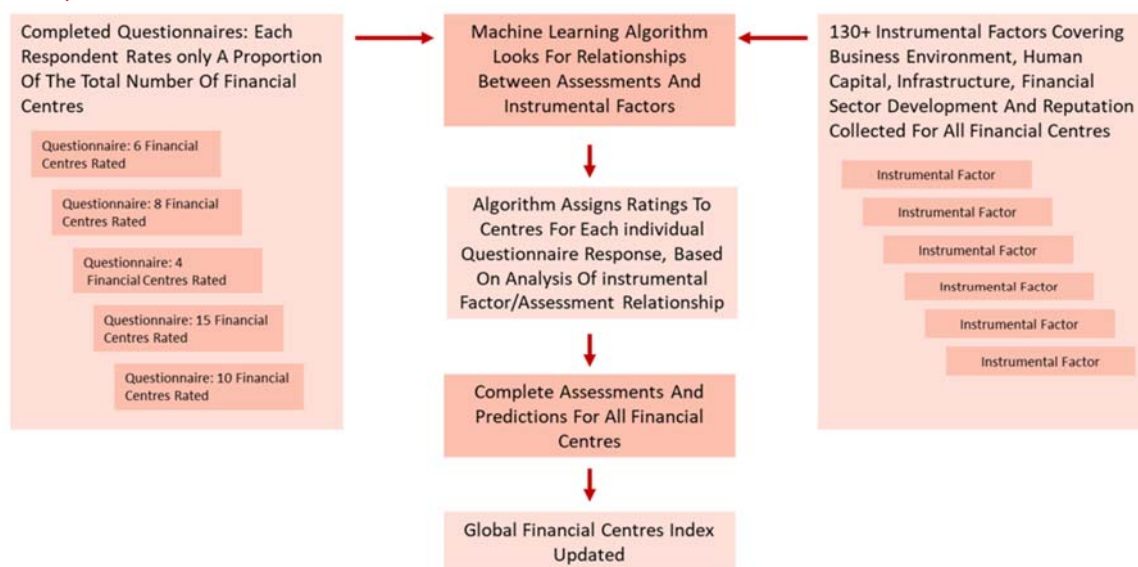 Completed Questionnaires: Each
Respondent Rates only A Proportion
Of The Total Number Of Financial
Centres
Questionnaire: 6 Financial
Centres Rated
Questionnaire: 8 Financial
Centres Rated
Questionnaire: 4
Financial Centres Rated
Questionnaire: 15 Financial
Centres Rated
Questionnaire: 10 Financial
Centres Rated
Machine Learning Algorithm
Looks For Relationships
Between Assessments And
Instrumental Factors
Algorithm Assigns Ratings To
Centres For Each individual
Questionnaire Response, Based
On Analysis Of instrumental
Factor/Assessment Relationship
Complete Assessments And
Predictions For All Financial
Centres
Global Financial Centres Index
Updated
130+ Instrumental Factors Covering
Business Environment, Human
Capital, Infrastructure, Financial
Sector Development And Reputation
Collected For All Financial Centres
Instrumental Factor
Instrumental Factor
Instrumental Factor
Instrumental Factor
Instrumental Factor
Instrumental Factor